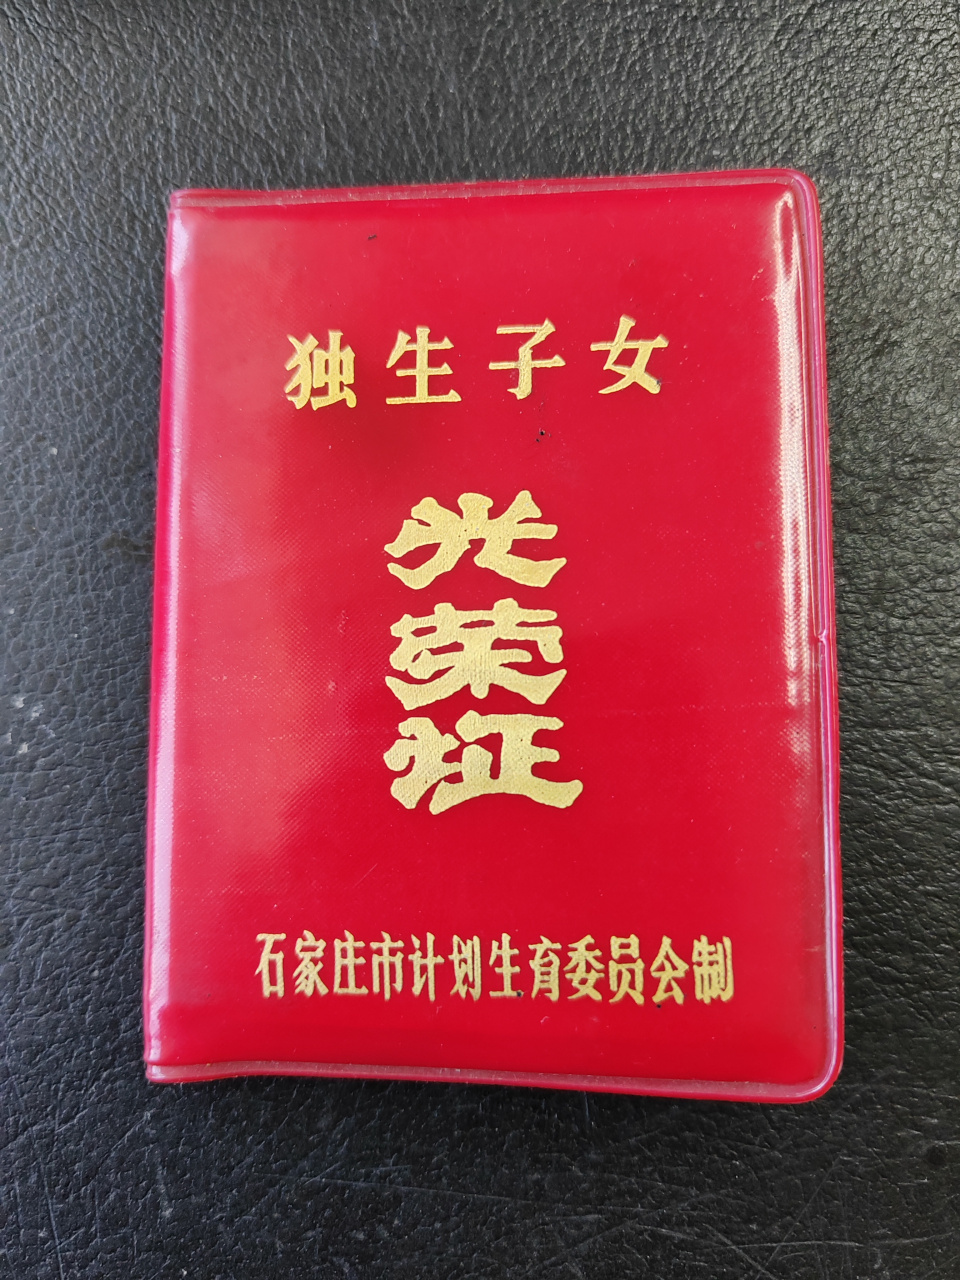 独生子女
光荣证
石家庄市计划生育委员会制